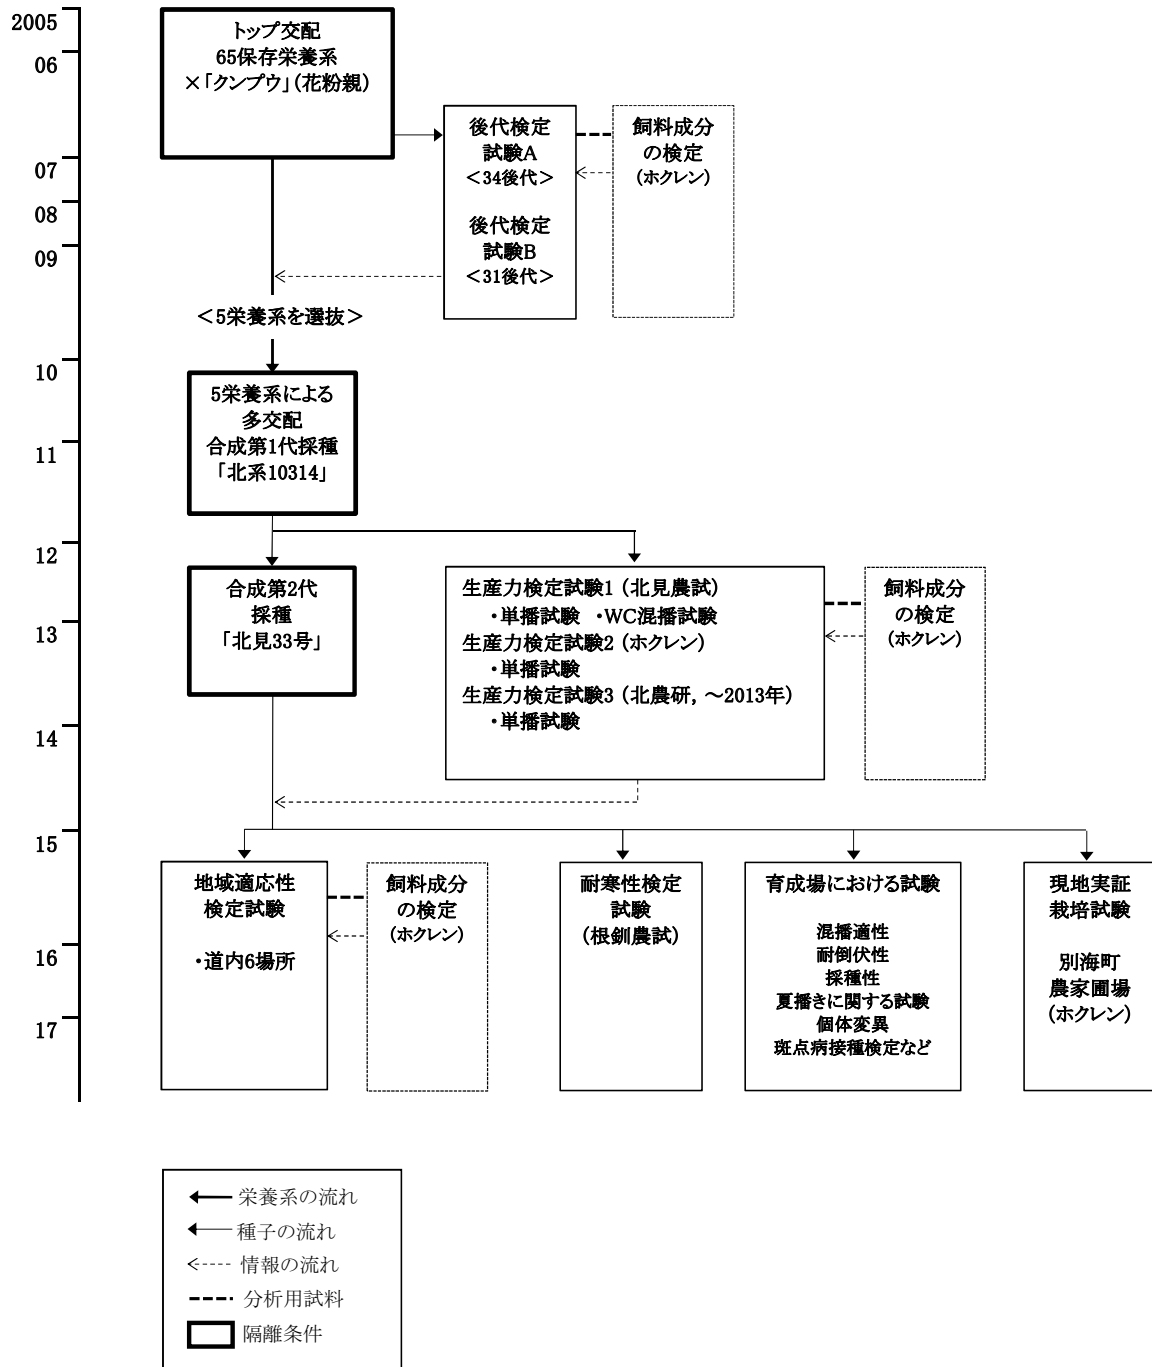 2005
06
07
08
09
10
11
12
13
14
15
16
17
トップ交配
65保存栄養系
×「クンプウ」(花粉親)
後代検定
試験A
<34後代>
後代検定
試験B
<31後代>
飼料成分
の検定
(ホクレン)
<5栄養系を選抜>
5栄養系による
多交配
合成第1代採種
「北系10314」
合成第2代
採種
「北見33号」
生産力検定試験1 (北見農試)
・単播試験 ・WC混播試験
生産力検定試験2 (ホクレン)
・単播試験
生産力検定試験3 (北農研, ~2013年)
・単播試験
飼料成分
の検定
(ホクレン)
地域適応性
検定試験
・道内6場所
飼料成分
の検定
(ホクレン)
耐寒性検定
試験
(根釧農試)
育成場における試験
混播適性
耐倒伏性
採種性
夏播きに関する試験
個体変異
斑点病接種検定など
現地実証
栽培試験
別海町
農家圃場
(ホクレン)
栄養系の流れ
種子の流れ
情報の流れ
分析用試料
隔離条件